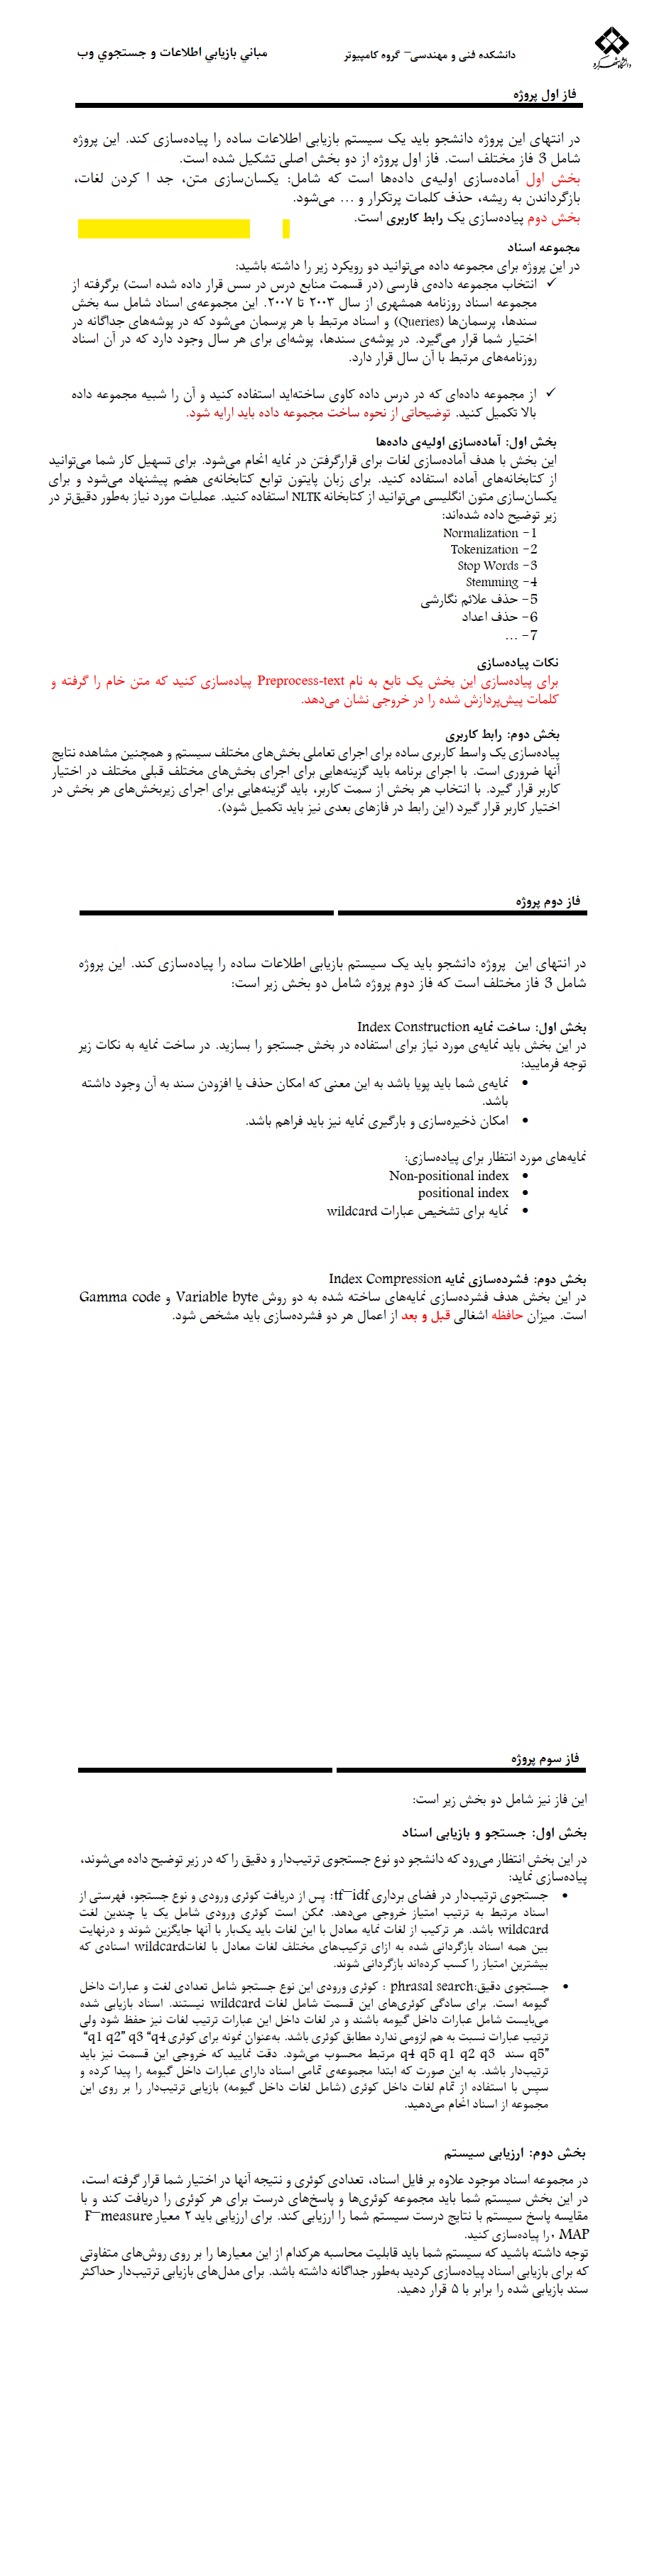 دانشگاه شهرکرد
دانشکده فنی و مهندسی– گروه کامپیوتر
مباني بازيابي اطلاعات و جستجوي وب
فاز اول پروژه
در انتهای این پروژه دانشجو باید یک سیستم بازیابی اطلاعات ساده را پیاده‌سازی کند. این پروژه
شامل 3 فاز مختلف است. فاز اول پروژه از دو بخش اصلی تشکیل شده است.
بخش اول آماده‌سازی اولیه‌ی داده‌ها است که شامل: یکسان‌سازی متن، جد ا کردن لغات،
بازگرداندن به ریشه، حذف کلمات پرتکرار و ... می‌شود.
بخش دوم پیاده‌سازی یک رابط کاربری است.
مجموعه اسناد
در این پروژه برای مجموعه داده می‌توانید دو رویکرد زیر را داشته باشید:
✓ انتخاب مجموعه داده‌ی فارسی (در قسمت منابع درس در سس قرار داده شده است) برگرفته از
مجموعه اسناد روزنامه همشهری از سال ۲۰۰۳ تا ۲۰۰۷. این مجموعه‌ی اسناد شامل سه بخش
سندها، پرسمان‌ها (Queries) و اسناد مرتبط با هر پرسمان می‌شود که در پوشه‌های جداگانه در
اختیار شما قرار می‌گیرد. در پوشه‌ی سندها، پوشه‌ای برای هر سال وجود دارد که در آن اسناد
روزنامه‌های مرتبط با آن سال قرار دارد.
✓ از مجموعه داده‌ای که در درس داده کاوی ساخته‌اید استفاده کنید و آن را شبیه مجموعه داده
بالا تکمیل کنید. توضیحاتی از نحوه ساخت مجموعه داده باید ارایه شود.
بخش اول: آماده‌سازی اولیه‌ی داده‌ها
این بخش با هدف آماده‌سازی لغات برای قرارگرفتن در نمایه انجام می‌شود. برای تسهیل کار شما می‌توانید
از کتابخانه‌های آماده استفاده کنید. برای زبان پایتون توابع کتابخانه‌ی هضم پیشنهاد می‌شود و برای
یکسان‌سازی متون انگلیسی می‌توانید از کتابخانه NLTK استفاده کنید. عملیات مورد نیاز به‌طور دقیق‌تر در
زیر توضیح داده شده‌اند:
1- Normalization
2- Tokenization
3- Stop Words
4- Stemming
5- حذف علائم نگارشی
6- حذف اعداد
7- ...
نکات پیاده‌سازی
برای پیاده‌سازی این بخش یک تابع به نام Preprocess-text پیاده‌سازی کنید که متن خام را گرفته و
کلمات پیش‌پردازش شده را در خروجی نشان می‌دهد.
بخش دوم: رابط کاربری
پیاده‌سازی یک واسط کاربری ساده برای اجرای تعاملی بخش‌های مختلف سیستم و همچنین مشاهده نتایج
آنها ضروری است. با اجرای برنامه باید گزینه‌هایی برای اجرای بخش‌های مختلف قبلی مختلف در اختیار
کاربر قرار گیرد. با انتخاب هر بخش از سمت کاربر، باید گزینه‌هایی برای اجرای زیربخش‌های هر بخش در
اختیار کاربر قرار گیرد (این رابط در فازهای بعدی نیز باید تکمیل شود).
فاز دوم پروژه
در انتهای این پروژه دانشجو باید یک سیستم بازیابی اطلاعات ساده را پیاده‌سازی کند. این پروژه
شامل 3 فاز مختلف است که فاز دوم پروژه شامل دو بخش زیر است:
بخش اول: ساخت نمایه Index Construction
در این بخش باید نمایه‌ی مورد نیاز برای استفاده در بخش جستجو را بسازید. در ساخت نمایه به نکات زیر
توجه فرمایید:
• نمایه‌ی شما باید پویا باشد به این معنی که امکان حذف یا افزودن سند به آن وجود داشته
باشد.
• امکان ذخیره‌سازی و بارگیری نمایه نیز باید فراهم باشد.
نمایه‌های مورد انتظار برای پیاده‌سازی:
• Non-positional index
• positional index
• نمایه برای تشخیص عبارات wildcard
بخش دوم: فشرده‌سازی نمایه Index Compression
در این بخش هدف فشرده‌سازی نمایه‌های ساخته شده به دو روش Variable byte و Gamma code
است. میزان حافظه اشغالی قبل و بعد از اعمال هر دو فشرده‌سازی باید مشخص شود.
فاز سوم پروژه
این فاز نیز شامل دو بخش زیر است:
بخش اول: جستجو و بازیابی اسناد
در این بخش انتظار می‌رود که دانشجو دو نوع جستجوی ترتیب‌دار و دقیق را که در زیر توضیح داده می‌شوند،
پیاده‌سازی نماید:
• جستجوی ترتیب‌دار در فضای برداری tf–idf: پس از دریافت کوئری ورودی و نوع جستجو، فهرستی از
اسناد مرتبط به ترتیب امتیاز خروجی می‌دهد. ممکن است کوئری ورودی شامل یک یا چندین لغت
wildcard باشد. هر ترکیب از لغات نمایه معادل با این لغات باید یک‌بار با آنها جایگزین شوند و درنهایت
بین همه اسناد بازگردانی شده به ازای ترکیب‌های مختلف لغات معادل با لغاتwildcard اسنادی که
بیشترین امتیاز را کسب کرده‌اند بازگردانی شوند.
• جستجوی دقیق:phrasal search : کوئری ورودی این نوع جستجو شامل تعدادی لغت و عبارات داخل
گیومه است. برای سادگی کوئری‌های این قسمت شامل لغات wildcard نیستند. اسناد بازیابی شده
می‌بایست شامل عبارات داخل گیومه باشند و در لغات داخل این عبارات ترتیب لغات نیز حفظ شود ولی
ترتیب عبارات نسبت به هم لزومی ندارد مطابق کوئری باشد. به‌عنوان نمونه برای کوئری “q1 q2” q3 “q4
q5” سند q4 q5 q1 q2 q3 مرتبط محسوب می‌شود. دقت نمایید که خروجی این قسمت نیز باید
ترتیب‌دار باشد. به این صورت که ابتدا مجموعه‌ی تمامی اسناد دارای عبارات داخل گیومه را پیدا کرده و
سپس با استفاده از تمام لغات داخل کوئری (شامل لغات داخل گیومه) بازیابی ترتیب‌دار را بر روی این
مجموعه از اسناد انجام می‌دهید.
بخش دوم: ارزیابی سیستم
در مجموعه اسناد موجود علاوه بر فایل اسناد، تعدادی کوئری و نتیجه آنها در اختیار شما قرار گرفته است،
در این بخش سیستم شما باید مجموعه کوئری‌ها و پاسخ‌های درست برای هر کوئری را دریافت کند و با
مقایسه پاسخ سیستم با نتایج درست سیستم شما را ارزیابی کند. برای ارزیابی باید ۲ معیار F–measure
, MAP را پیاده‌سازی کنید.
توجه داشته باشید که سیستم شما باید قابلیت محاسبه هرکدام از این معیارها را بر روی روش‌های متفاوتی
که برای بازیابی اسناد پیاده‌سازی کردید به‌طور جداگانه داشته باشد. برای مدل‌های بازیابی ترتیب‌دار حداکثر
سند بازیابی شده را برابر با ۵ قرار دهید.